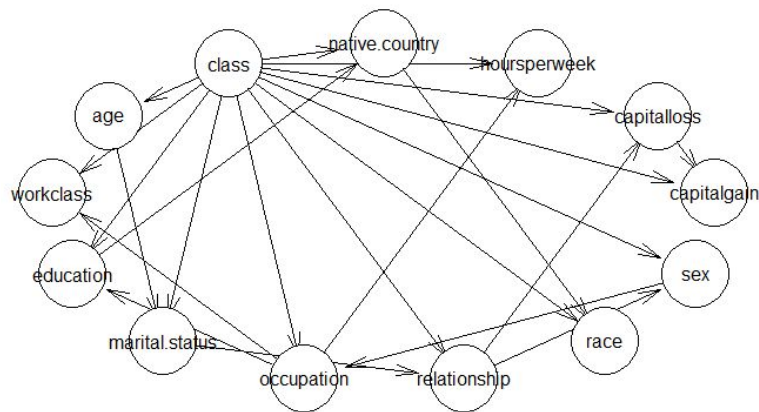 native.country
class
hoursperweek
age
capitalloss
workclass
capitalgain
education
sex
marital.status
race
occupation
relationship